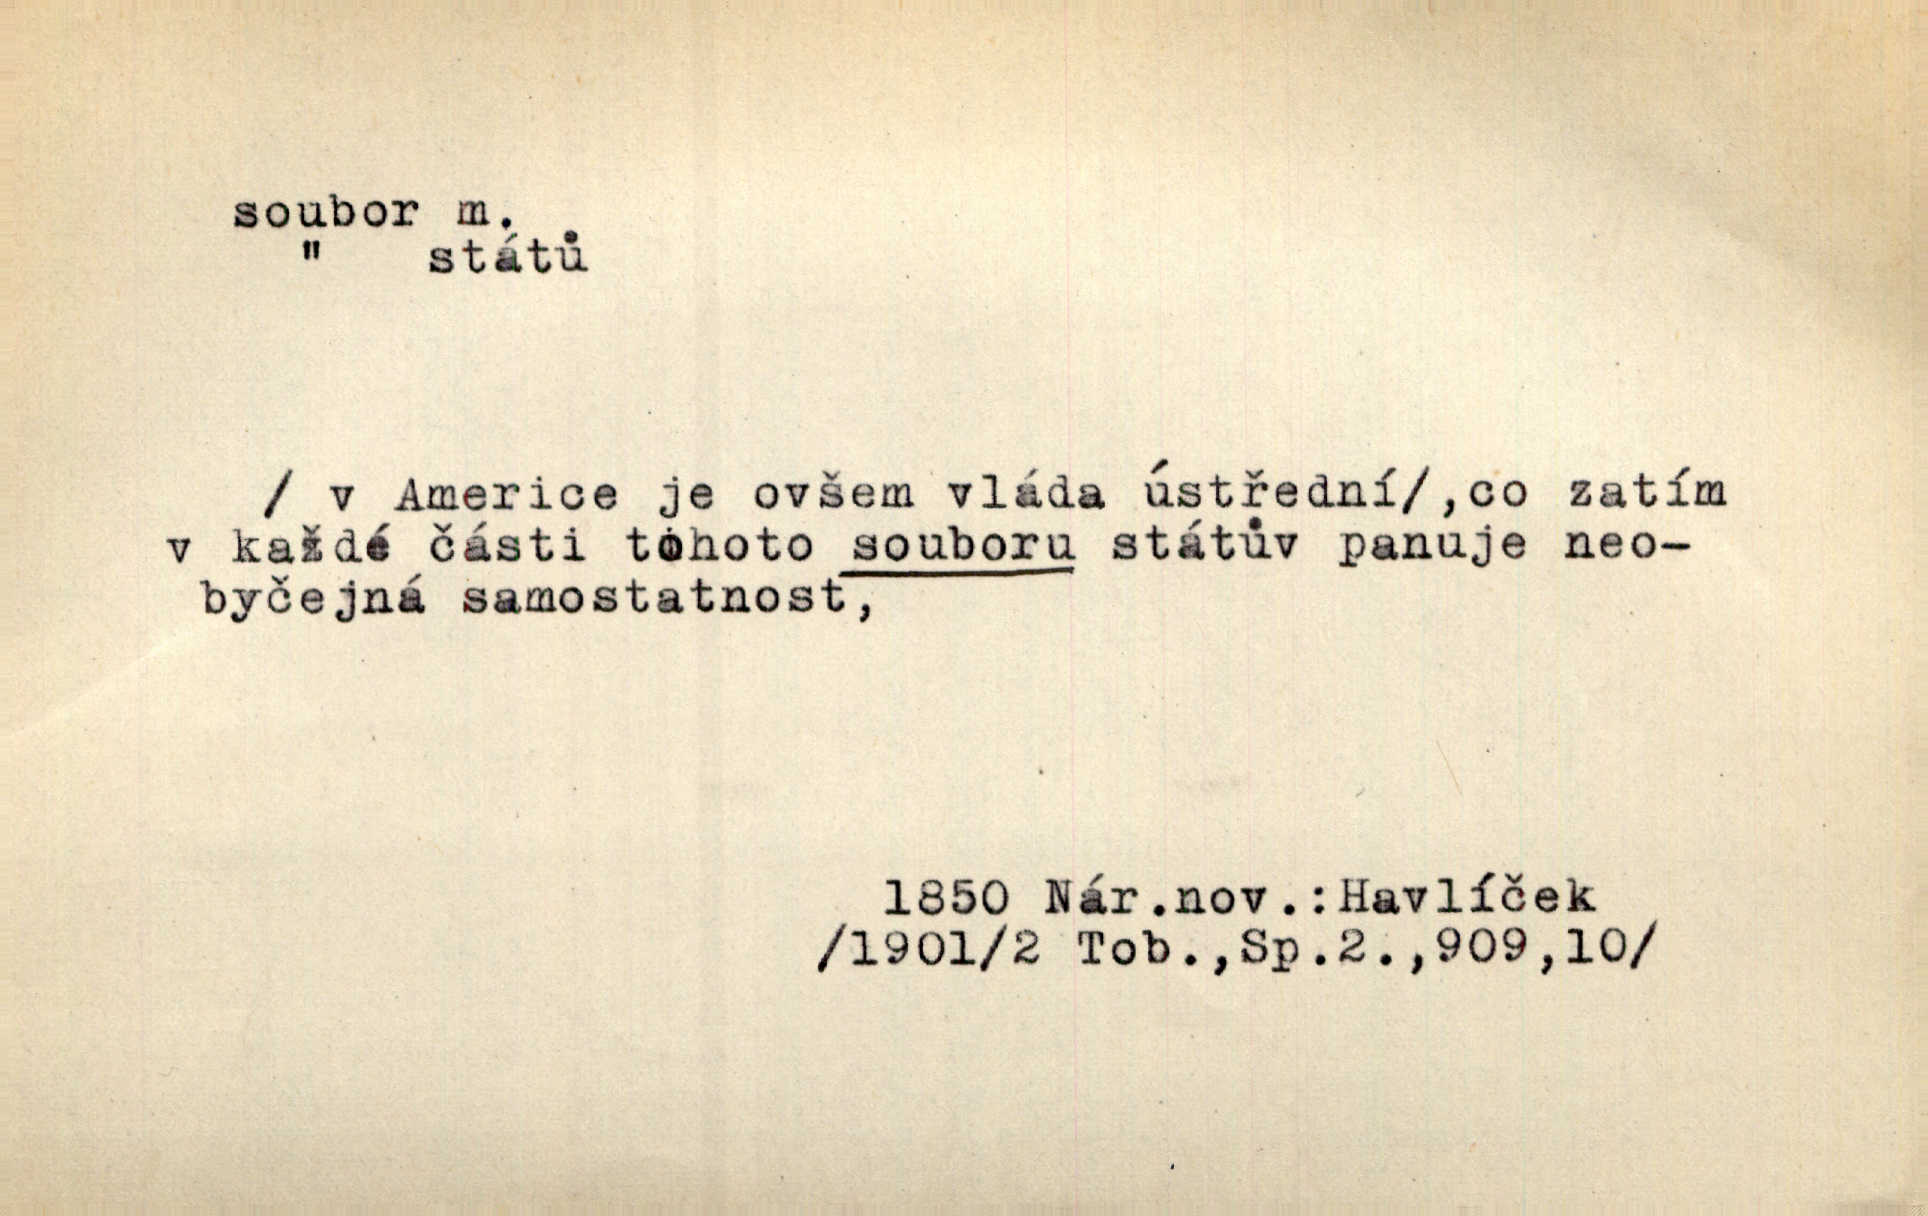 soubor m.
" států
/ v Americe je ovšem vláda ústřední/,co zatím
v každé části tohoto souboru státův panuje neo-
byčejná samostatnost,
1850 Nár.nov.:Havlíček
/1901/2 Tob.,Sp.2.,909,10/